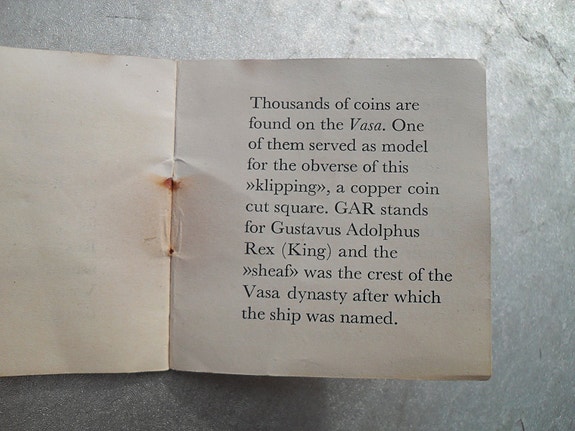 Thousands of coins are
found on the Vasa. One
of them served as model
for the obverse of this
»klipping», a copper coin
cut square. GAR stands
for Gustavus Adolphus
Rex (King) and the
»sheaf» was the crest of the
Vasa dynasty after which
the ship was named.